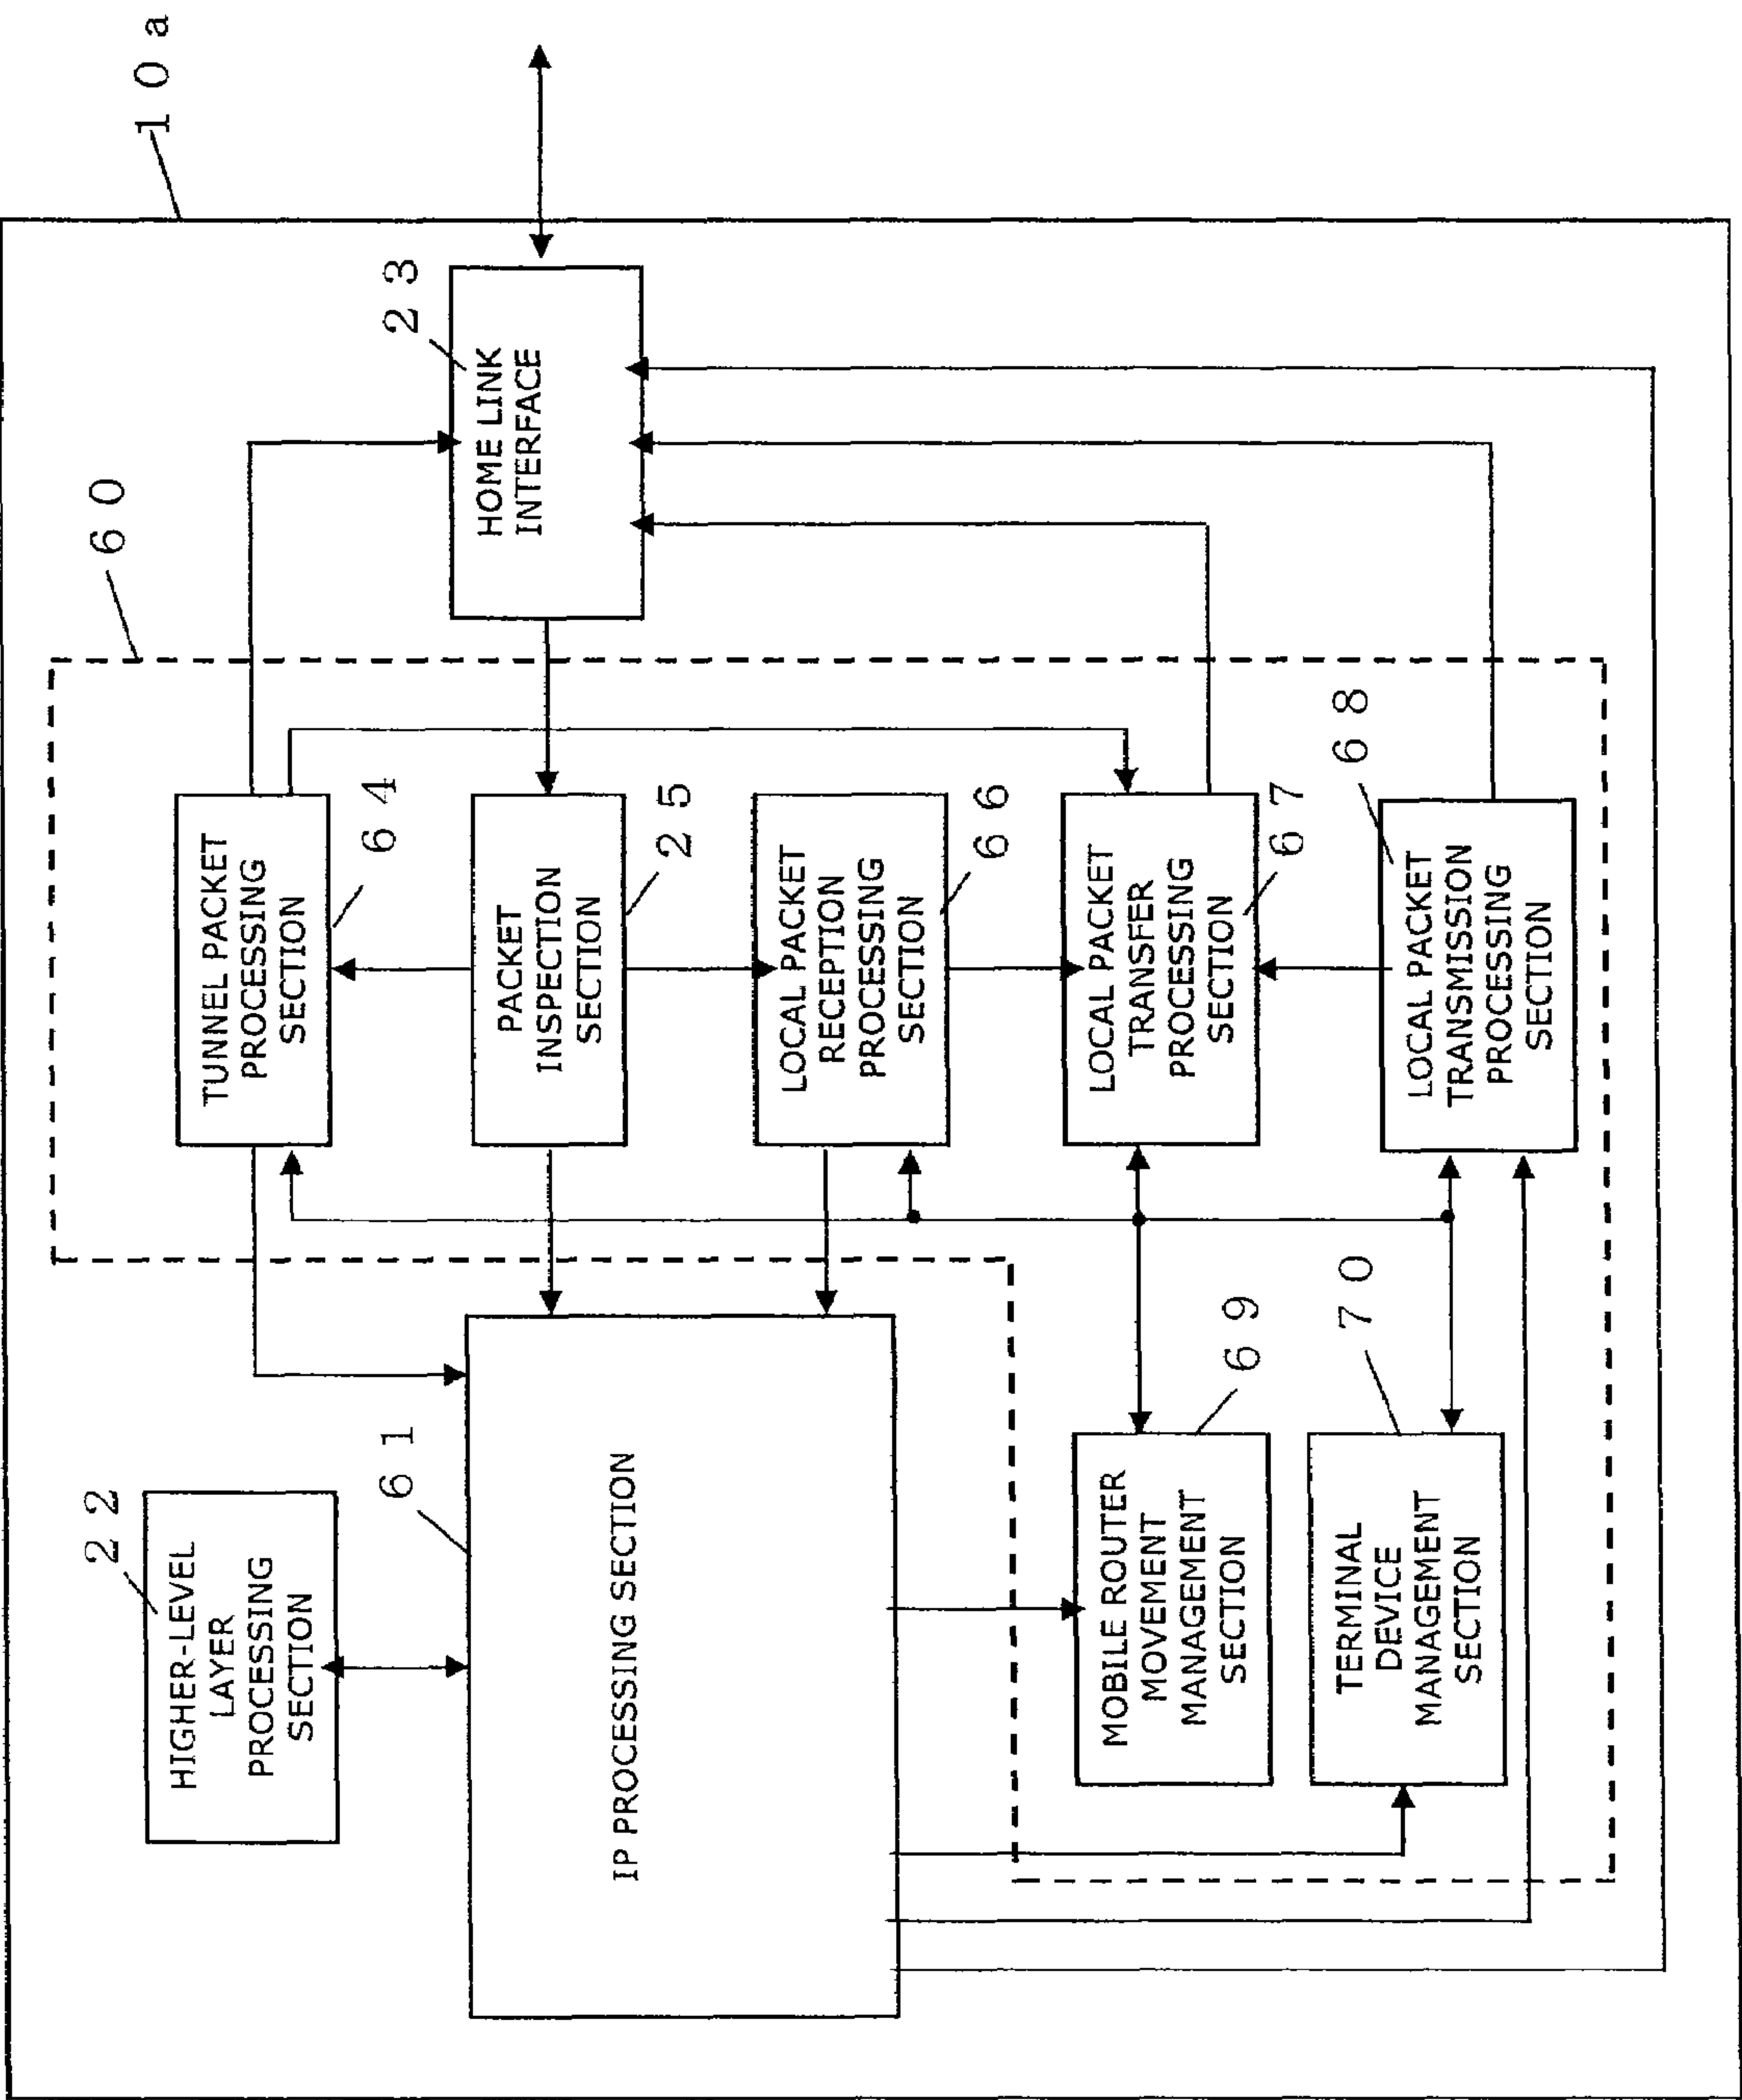 10a
60
22
HIGHER-LEVEL
LAYER
PROCESSING
SECTION
61
IP PROCESSING SECTION
TUNNEL PACKET
PROCESSING
SECTION
64
PACKET
INSPECTION
SECTION
25
HOME LINK
INTERFACE
23
LOCAL PACKET
RECEPTION
PROCESSING
SECTION
66
LOCAL PACKET
TRANSFER
PROCESSING
SECTION
67
LOCAL PACKET
TRANSMISSION
PROCESSING
SECTION
68
MOBILE ROUTER
MOVEMENT
MANAGEMENT
SECTION
69
TERMINAL
DEVICE
MANAGEMENT
SECTION
70